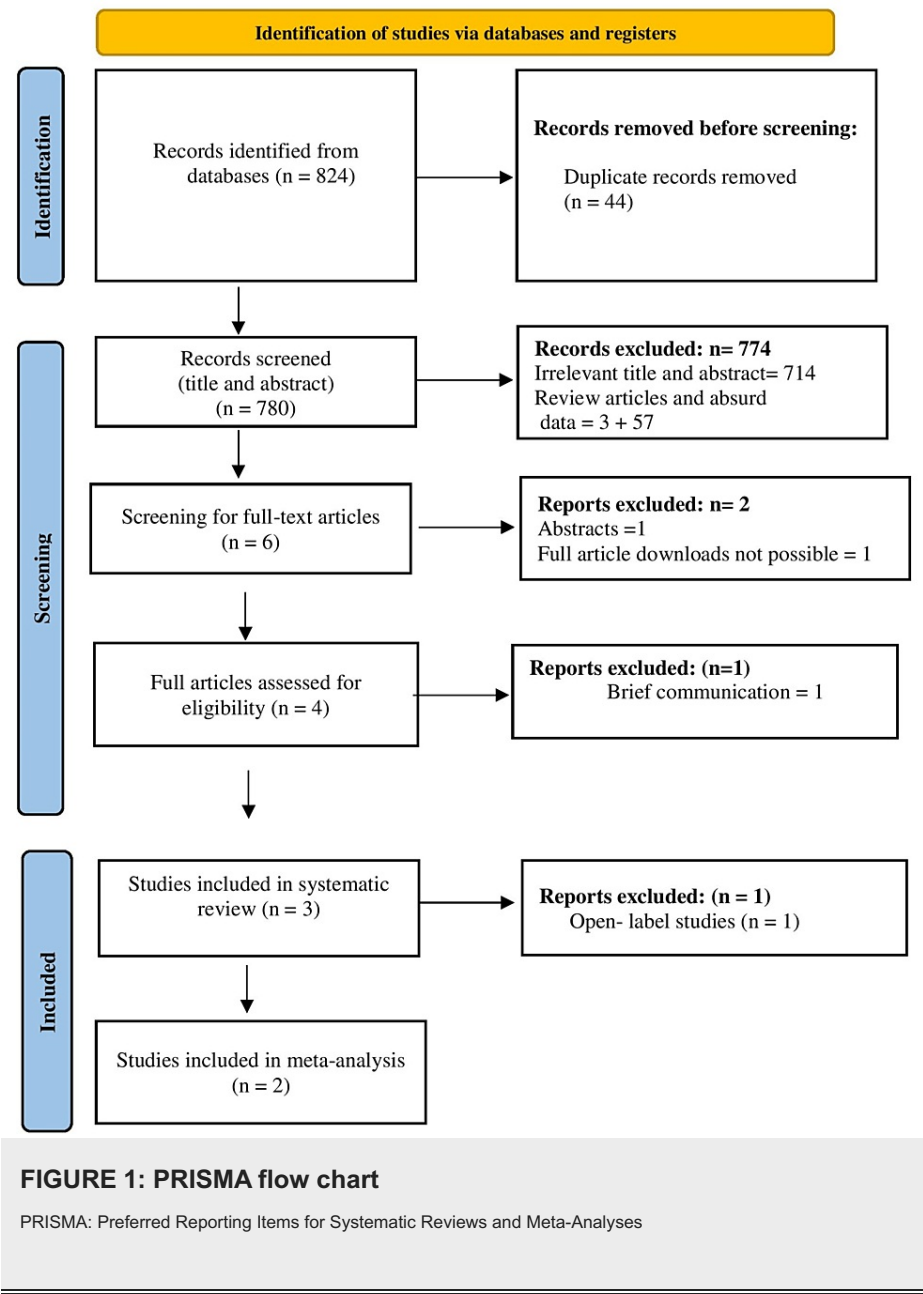 Identification of studies via databases and registers
Identification
Records identified from
databases (n = 824)
Records removed before screening:
Duplicate records removed
(n = 44)
Screening
Records screened
(title and abstract)
(n = 780)
Records excluded: n= 774
Irrelevant title and abstract= 714
Review articles and absurd
data = 3 + 57
Screening for full-text articles
(n = 6)
Reports excluded: n= 2
Abstracts =1
Full article downloads not possible = 1
Full articles assessed for
eligibility (n = 4)
Reports excluded: (n=1)
Brief communication = 1
Included
Studies included in systematic
review (n = 3)
Reports excluded: (n = 1)
Open- label studies (n = 1)
Studies included in meta-analysis
(n = 2)
FIGURE 1: PRISMA flow chart
PRISMA: Preferred Reporting Items for Systematic Reviews and Meta-Analyses